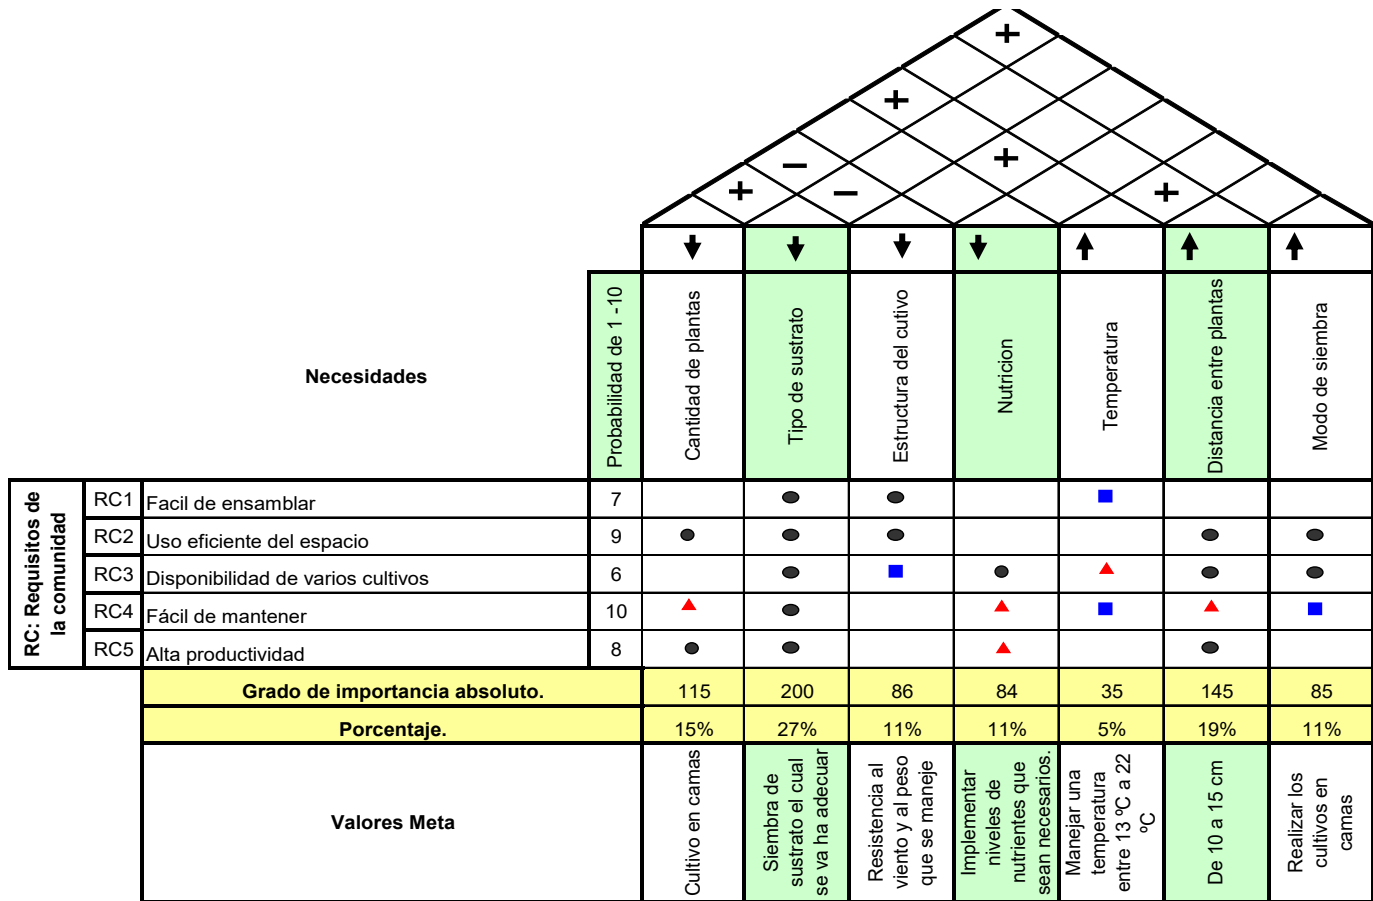 +
+
− +
+ − +
Necesidades
Probabilidad de 1 -10
Cantidad de plantas
Tipo de sustrato
Estructura del cutivo
Nutricion
Temperatura
Distancia entre plantas
Modo de siembra
RC: Requisitos de
la comunidad
RC1 Facil de ensamblar 7
RC2 Uso eficiente del espacio 9
RC3 Disponibilidad de varios cultivos 6
RC4 Fácil de mantener 10
RC5 Alta productividad 8
Grado de importancia absoluto. 115 200 86 84 35 145 85
Porcentaje. 15% 27% 11% 11% 5% 19% 11%
Valores Meta
Cultivo en camas
Siembra de
sustrato el cual
se va ha adecuar
Resistencia al
viento y al peso
que se maneje
Implementar
niveles de
nutrientes que
sean necesarios.
Manejar una
temperatura
entre 13 ºC a 22
ºC
De 10 a 15 cm
Realizar los
cultivos en
camas